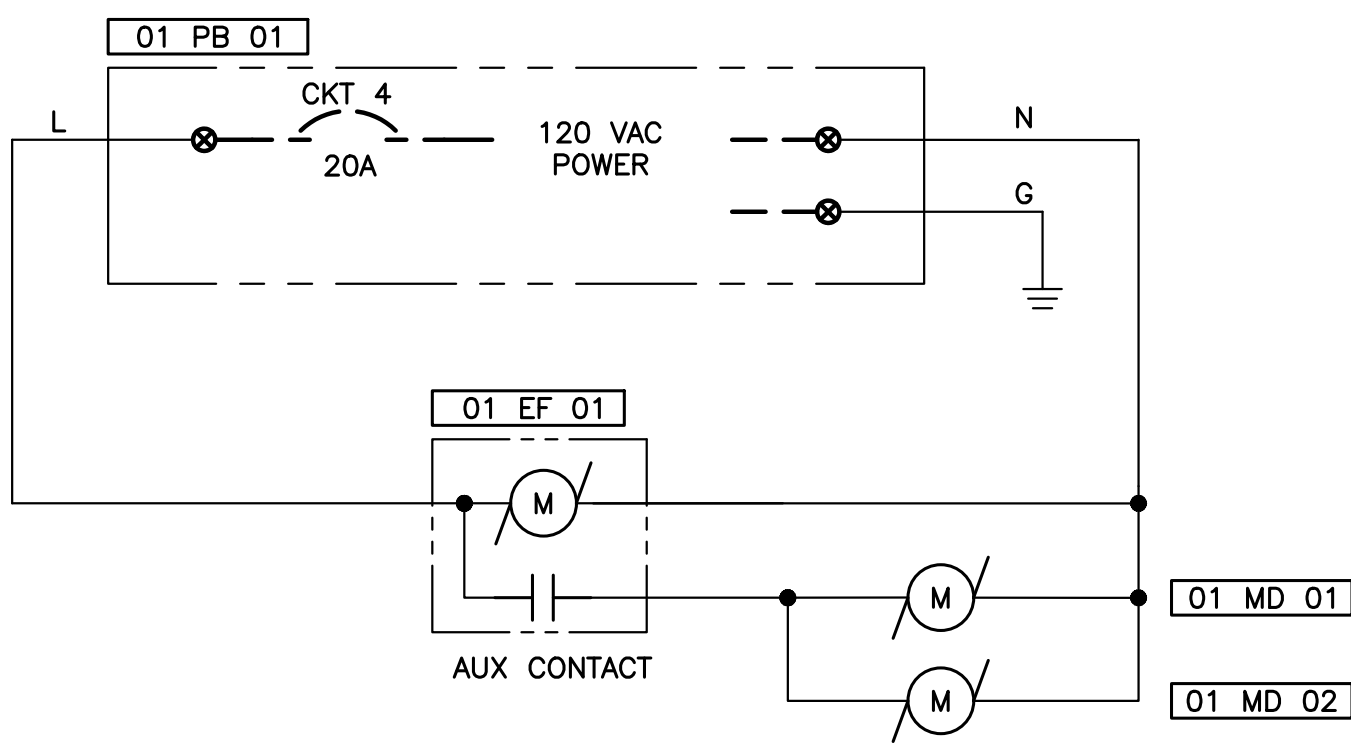 01 PB 01
CKT 4
L
120 VAC
N
20A
POWER
G
01 EF 01
M
M
01 MD 01
AUX CONTACT
M
01 MD 02